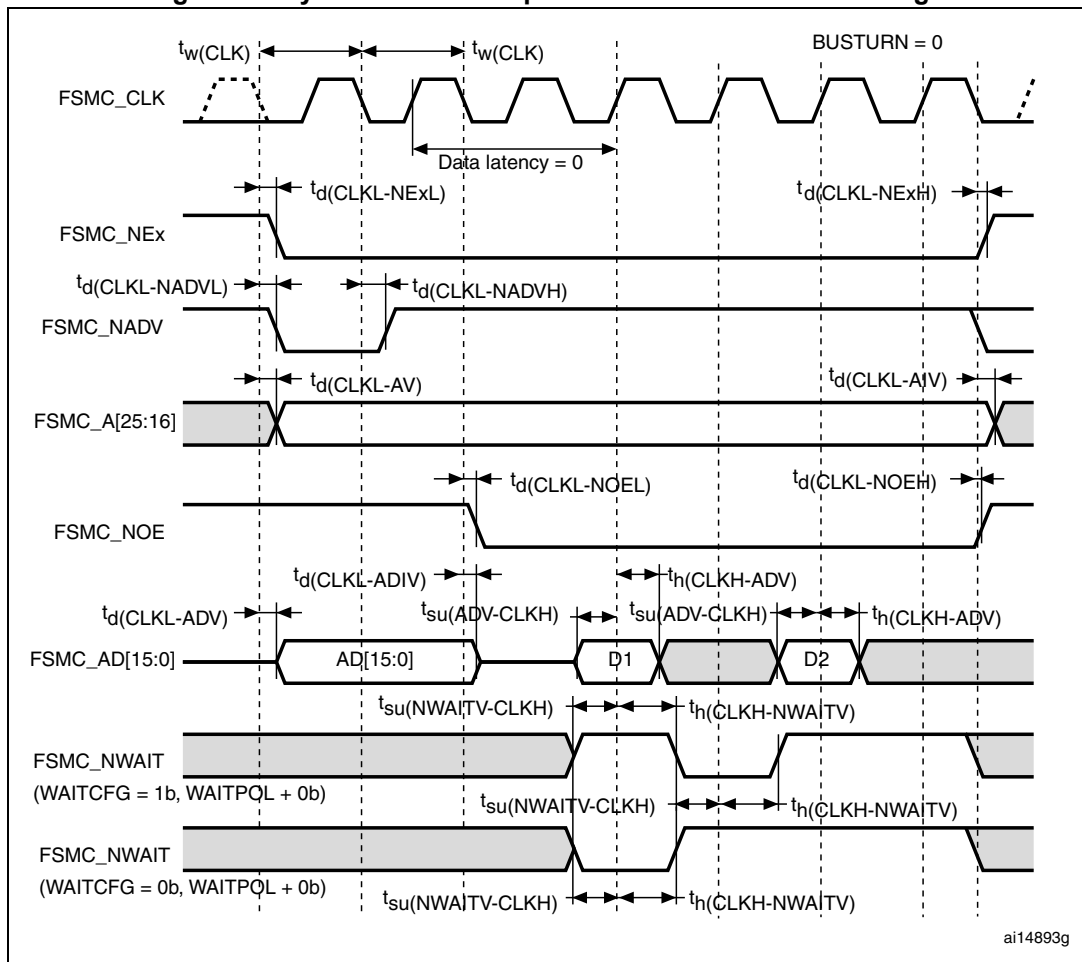 tw(CLK)
tw(CLK)
BUSTURN = 0
FSMC_CLK
Data latency = 0
td(CLKL-NExL)
td(CLKL-NExH)
FSMC_NEx
td(CLKL-NADVL)
td(CLKL-NADVH)
FSMC_NADV
td(CLKL-AV)
td(CLKL-AIV)
FSMC_A[25:16]
td(CLKL-NOEL)
td(CLKL-NOEH)
FSMC_NOE
td(CLKL-ADIV)
th(CLKH-ADV)
td(CLKL-ADV)
tsu(ADV-CLKH)
tsu(ADV-CLKH)
th(CLKH-ADV)
FSMC_AD[15:0]
AD[15:0]
D1
D2
tsu(NWAITV-CLKH)
th(CLKH-NWAITV)
FSMC_NWAIT
(WAITCFG = 1b, WAITPOL + 0b)
tsu(NWAITV-CLKH)
th(CLKH-NWAITV)
FSMC_NWAIT
(WAITCFG = 0b, WAITPOL + 0b)
tsu(NWAITV-CLKH)
th(CLKH-NWAITV)
ai14893g